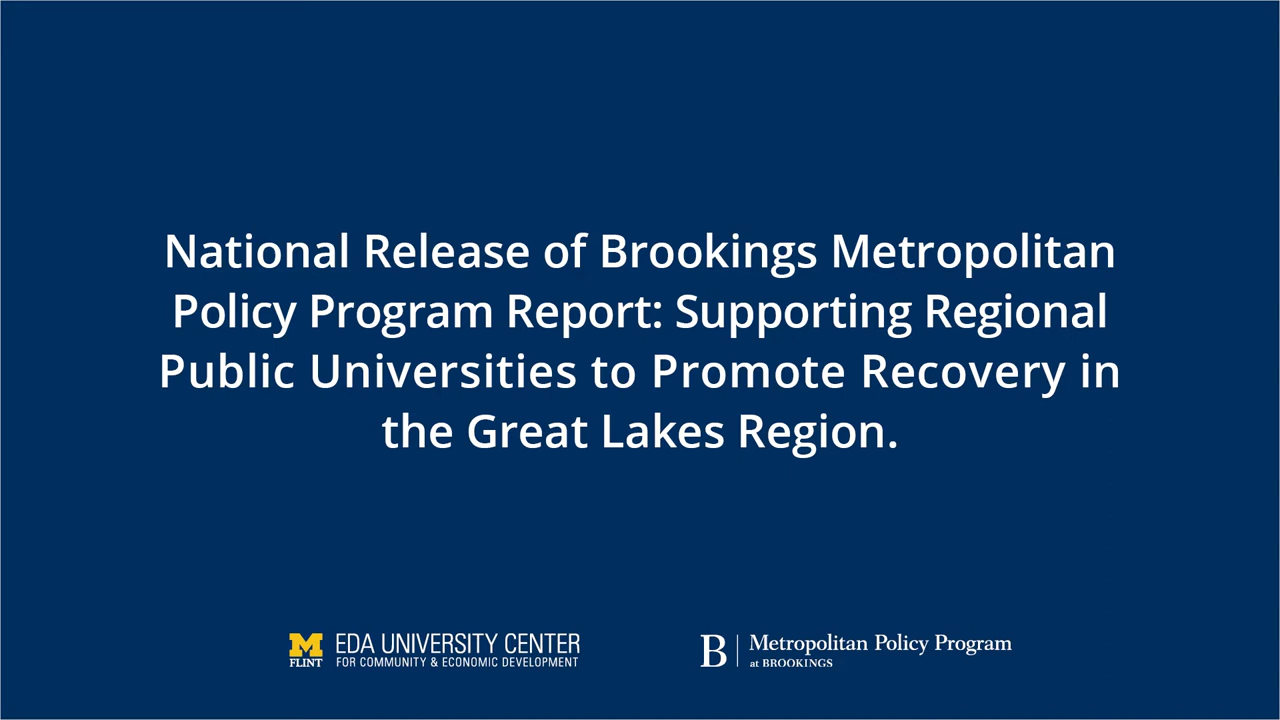 National Release of Brookings Metropolitan
Policy Program Report: Supporting Regional
Public Universities to Promote Recovery in
the Great Lakes Region.
M
FLINT
EDA UNIVERSITY CENTER
FOR COMMUNITY & ECONOMIC DEVELOPMENT
B
Metropolitan Policy Program
at BROOKINGS